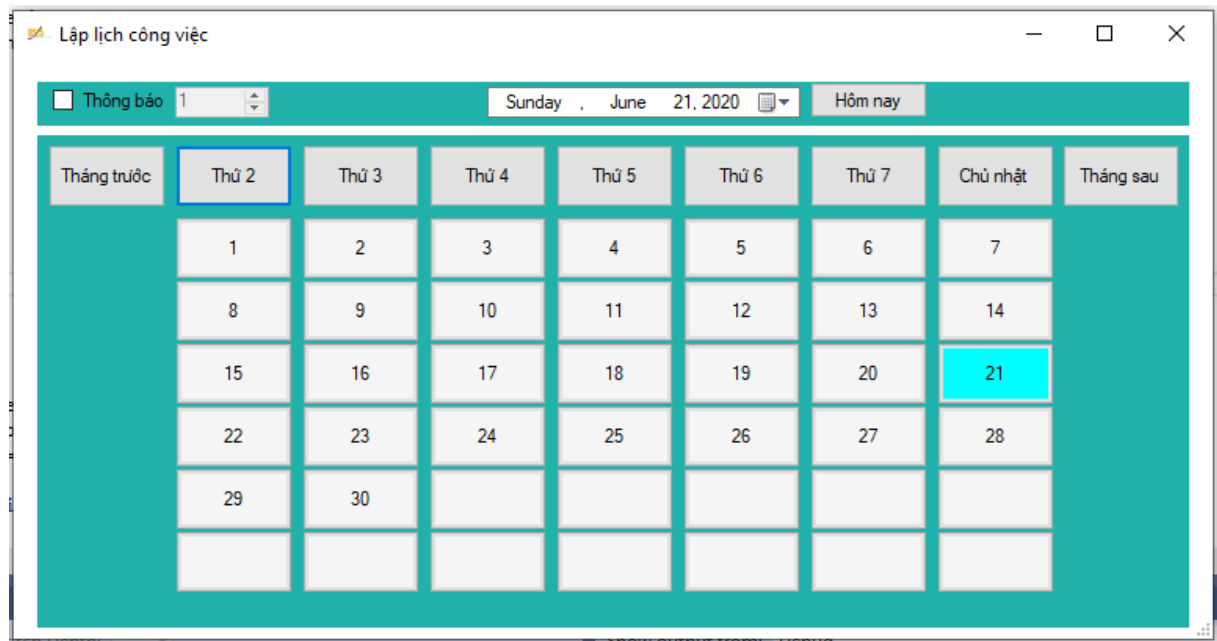 Lập lịch công việc
Thông báo 1 Sunday , June 21, 2020 Hôm nay
Tháng trước Thứ 2 Thứ 3 Thứ 4 Thứ 5 Thứ 6 Thứ 7 Chủ nhật Tháng sau
1 2 3 4 5 6 7
8 9 10 11 12 13 14
15 16 17 18 19 20 21
22 23 24 25 26 27 28
29 30